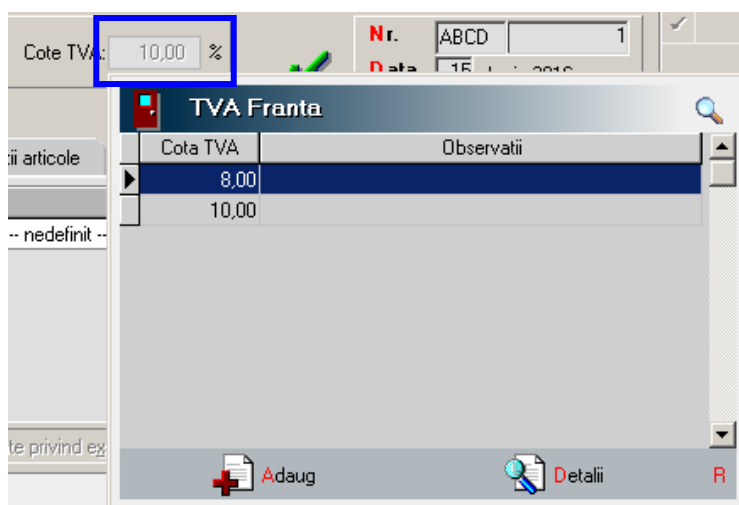 Cote TVA: 10,00 %
Nr. ABCD 1
Data 15
TVA Franta
ii articole
Cota TVA Observatii
8,00
10,00
-- nedefinit --
te privind ex
Adaug Detalii R